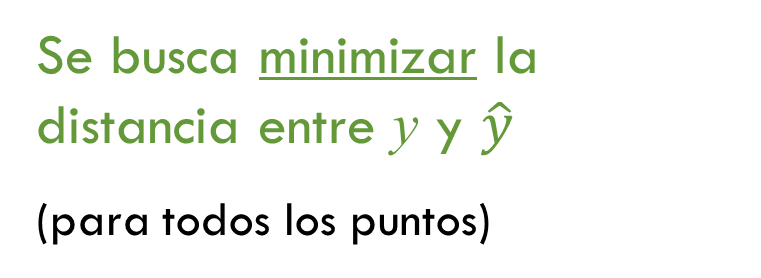 Se busca minimizar la
distancia entre y y ŷ
(para todos los puntos)